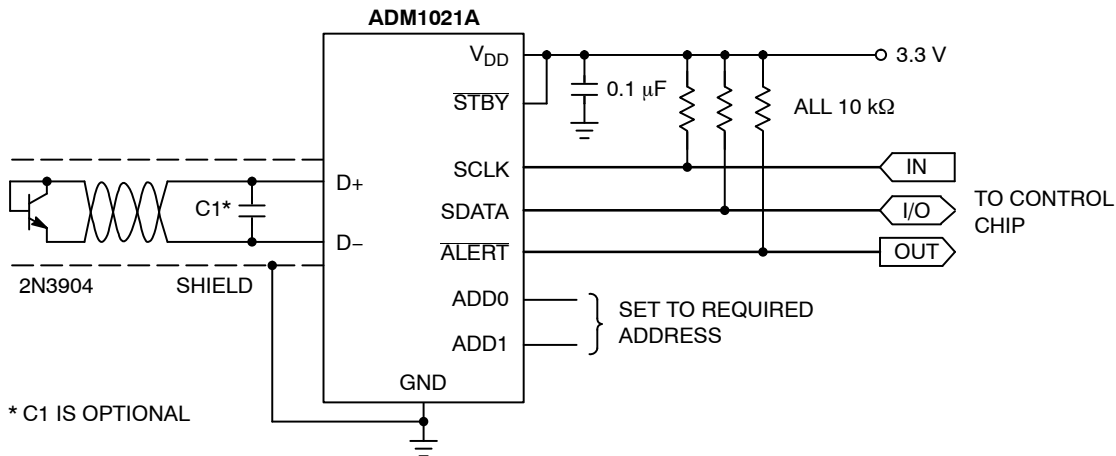 ADM1021A
V_DD
3.3 V
STBY
0.1 μF
ALL 10 kΩ
SCLK
IN
D+
C1*
SDATA
I/O
TO CONTROL
CHIP
D−
ALERT
OUT
2N3904
SHIELD
ADD0
SET TO REQUIRED
ADDRESS
ADD1
GND
* C1 IS OPTIONAL